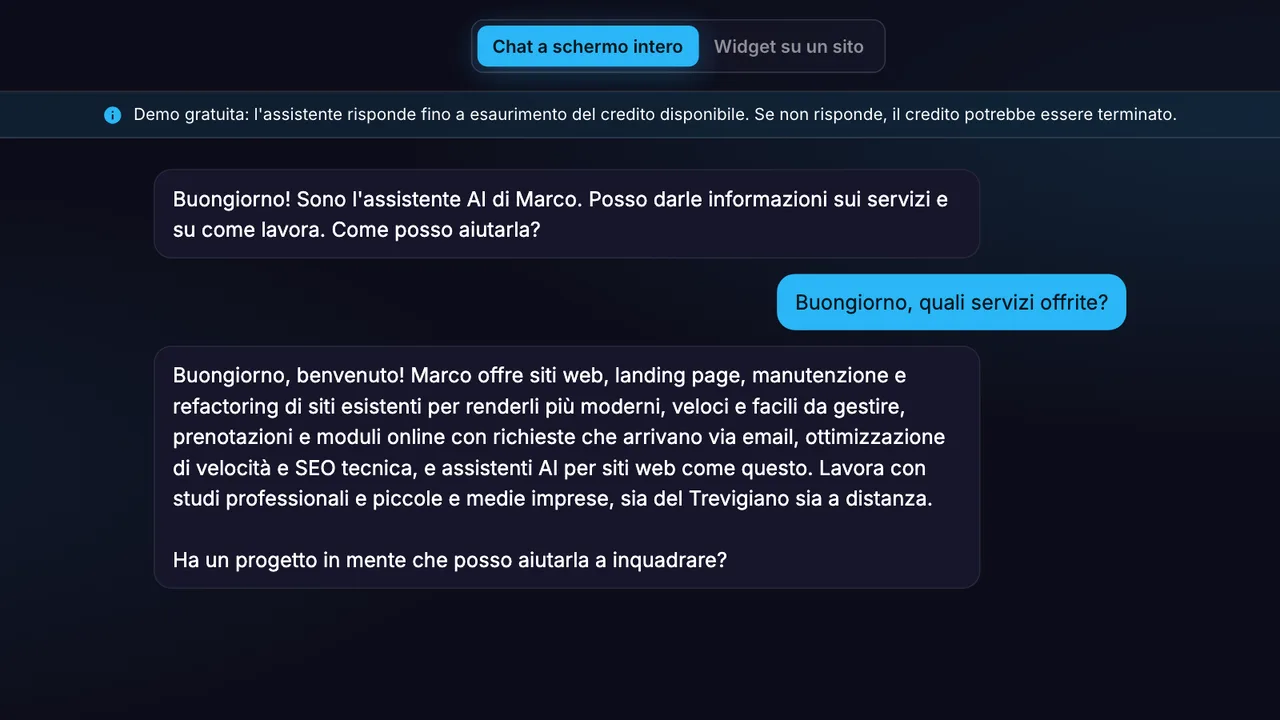 Chat a schermo intero
Widget su un sito
Demo gratuita: l'assistente risponde fino a esaurimento del credito disponibile. Se non risponde, il credito potrebbe essere terminato.
Buongiorno! Sono l'assistente AI di Marco. Posso darle informazioni sui servizi e
su come lavora. Come posso aiutarla?
Buongiorno, quali servizi offrite?
Buongiorno, benvenuto! Marco offre siti web, landing page, manutenzione e
refactoring di siti esistenti per renderli più moderni, veloci e facili da gestire,
prenotazioni e moduli online con richieste che arrivano via email, ottimizzazione
di velocità e SEO tecnica, e assistenti AI per siti web come questo. Lavora con
studi professionali e piccole e medie imprese, sia del Trevigiano sia a distanza.
Ha un progetto in mente che posso aiutarla a inquadrare?